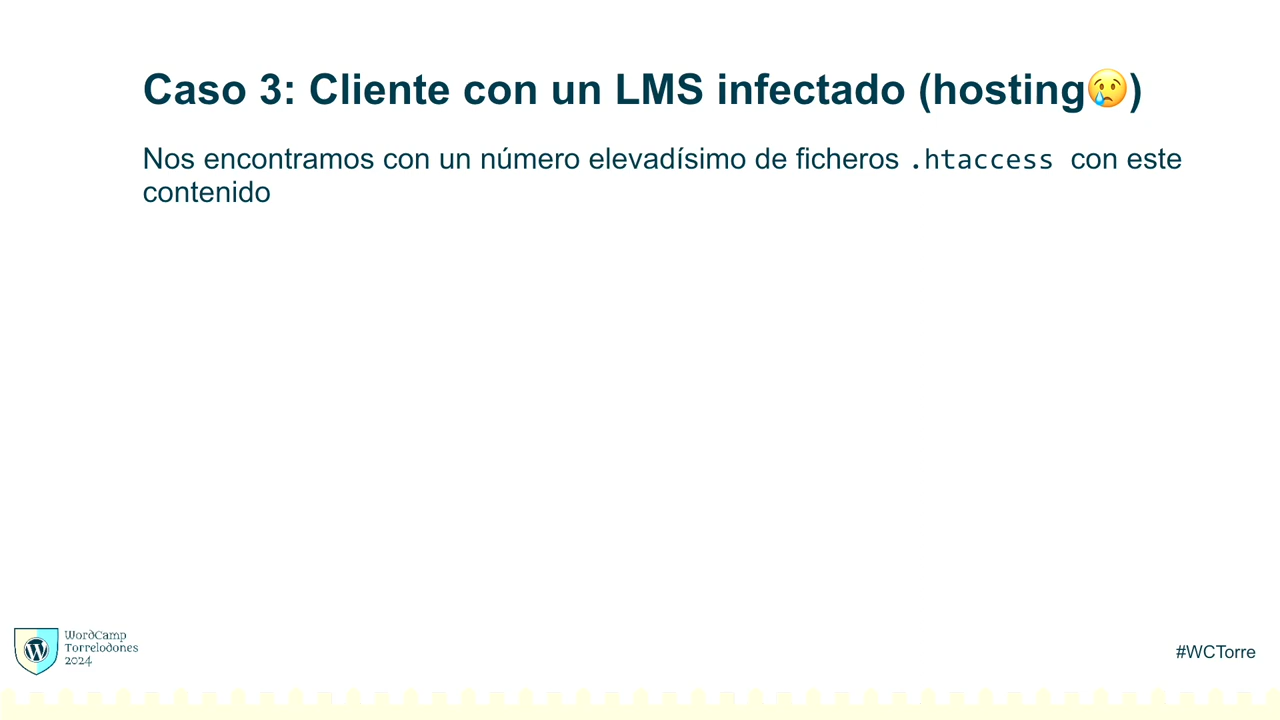 Caso 3: Cliente con un LMS infectado (hosting😢)
Nos encontramos con un número elevadísimo de ficheros .htaccess con este
contenido
WordCamp
Torrelodones
2024
#WCTorre